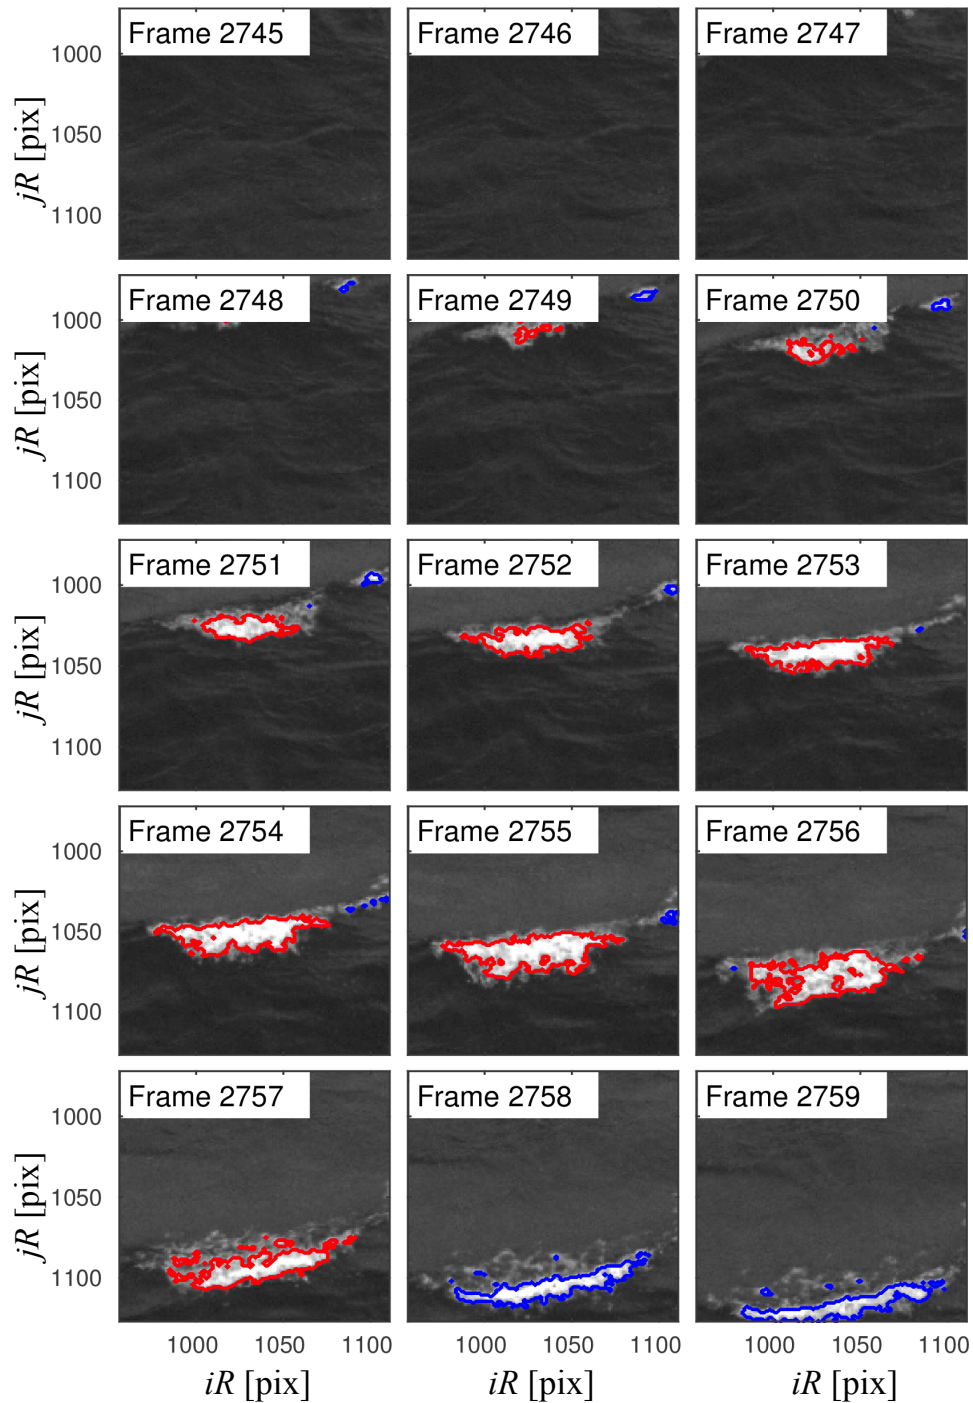 Frame 2745 Frame 2746 Frame 2747
1000
1050
1100
jR [pix]
Frame 2748 Frame 2749 Frame 2750
1000
1050
1100
jR [pix]
Frame 2751 Frame 2752 Frame 2753
1000
1050
1100
jR [pix]
Frame 2754 Frame 2755 Frame 2756
1000
1050
1100
jR [pix]
Frame 2757 Frame 2758 Frame 2759
1000
1050
1100
jR [pix]
1000 1050 1100 1000 1050 1100 1000 1050 1100
iR [pix] iR [pix] iR [pix]